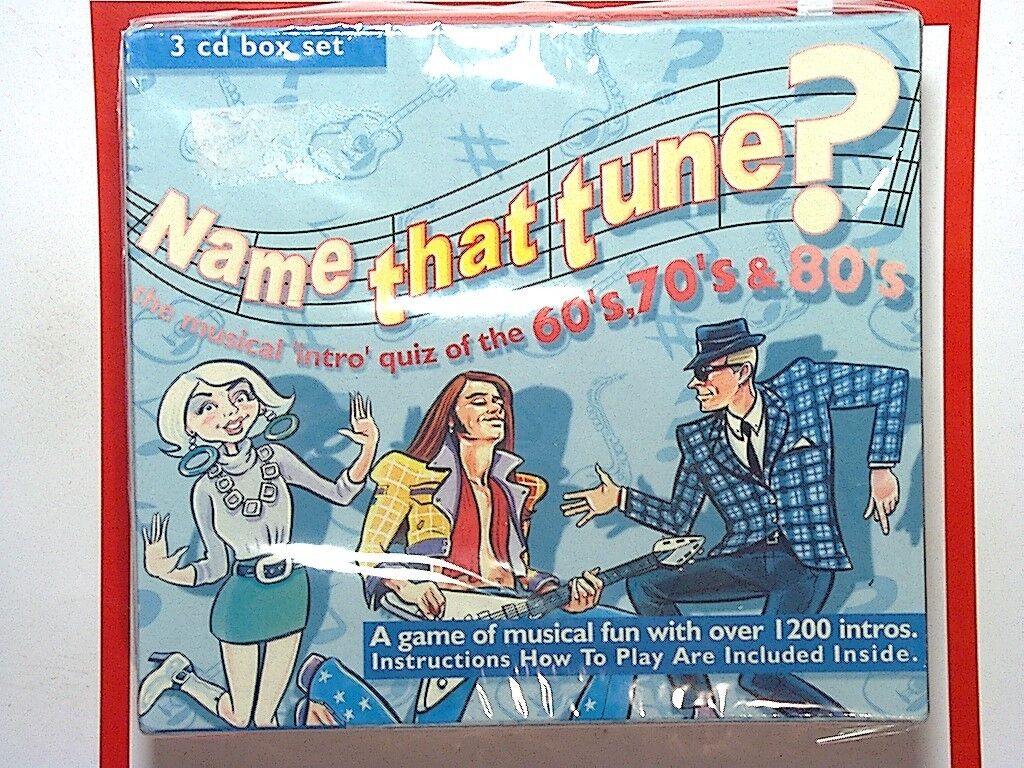 3 cd box set
Name that tune?
the musical 'intro' quiz of the 60's, 70's & 80's
A game of musical fun with over 1200 intros.
Instructions How To Play Are Included Inside.